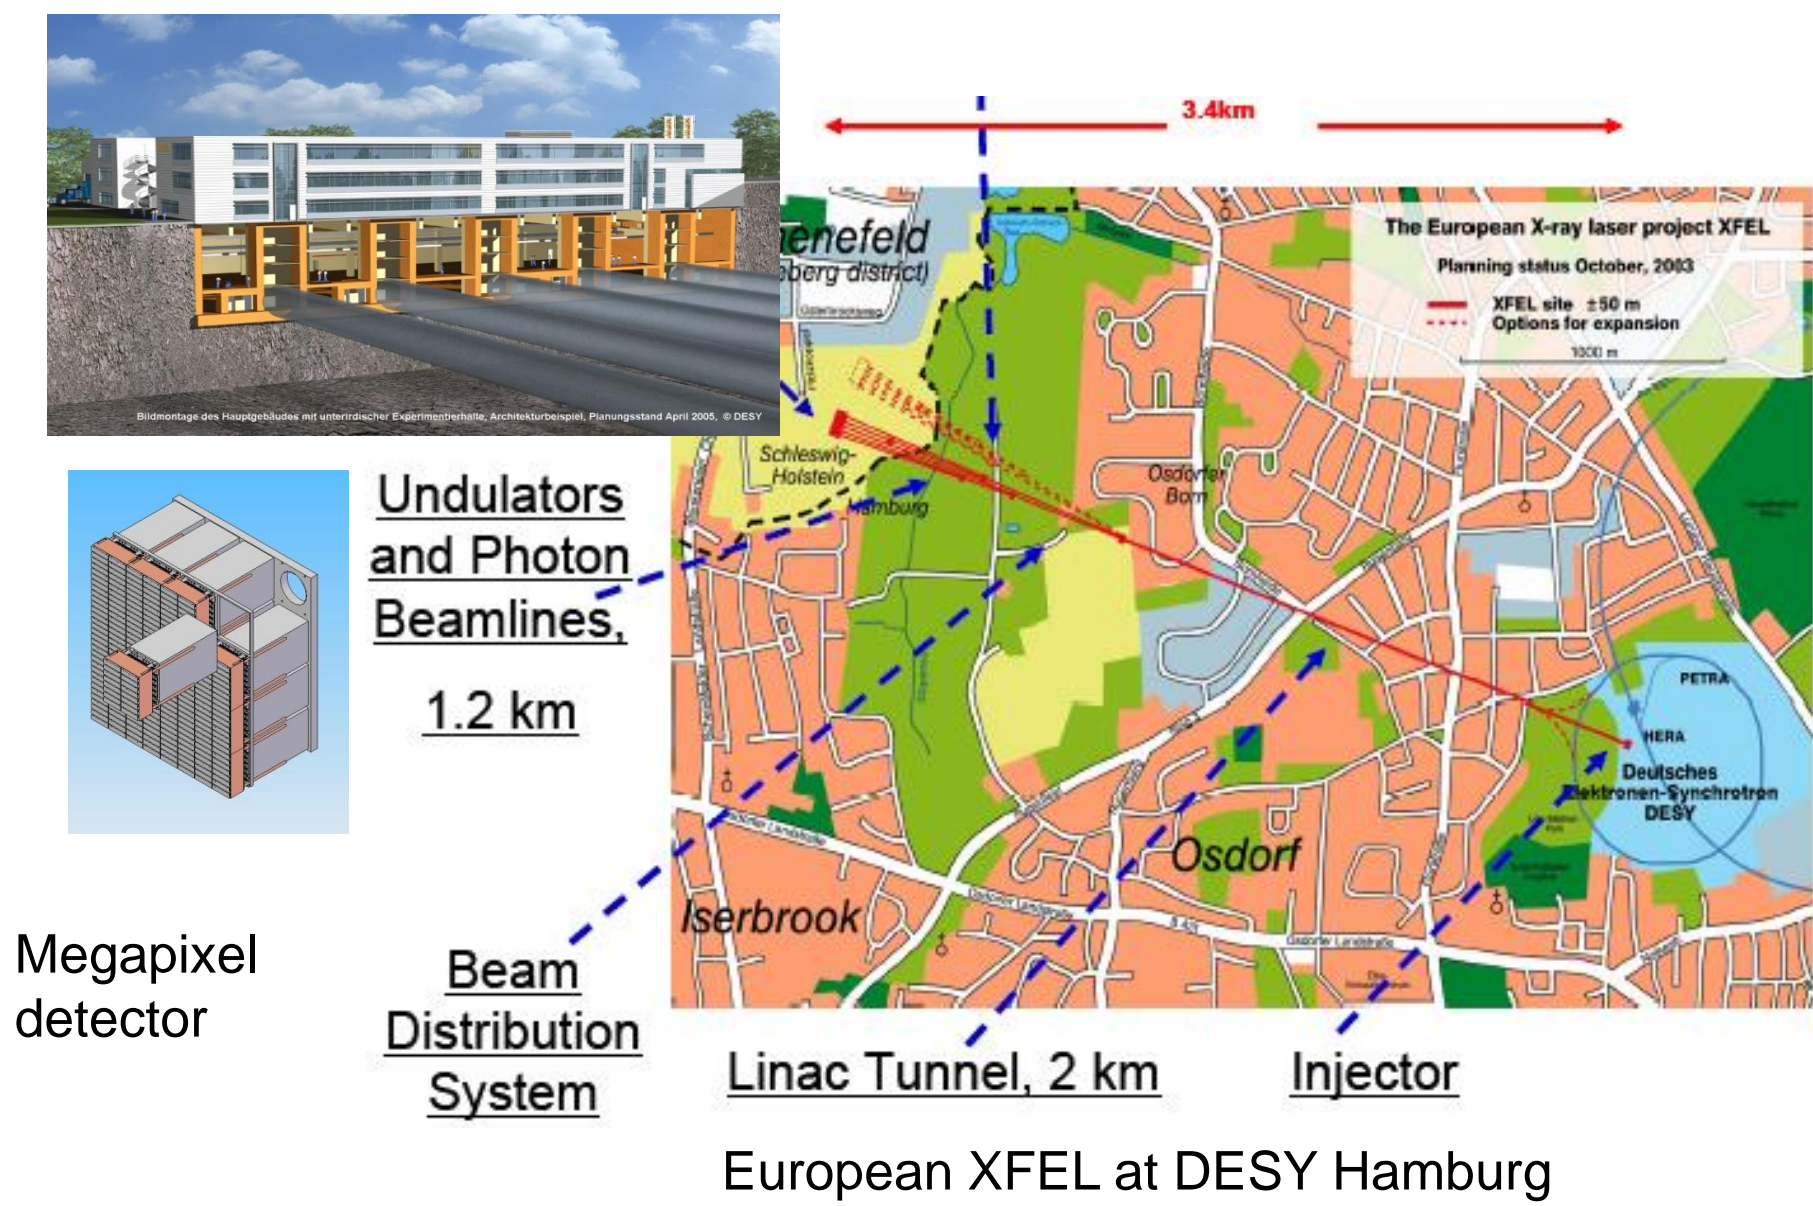 3.4km
The European X-ray laser project XFEL
Planning status October, 2003
XFEL site ±50 m
Options for expansion
1000 m
enefeld
berg district)
Bildmontage des Hauptgebäudes mit unterirdischer Experimentierhalle, Architekturbeispiel, Planungsstand April 2005, © DESY
Schleswig-
Holstein
Hamburg
Osdorfer
Born
Undulators
and Photon
Beamlines,
1.2 km
PETRA
HERA
Deutsches
Elektronen-Synchrotron
DESY
Osdorf
Iserbrook
Osdorfer Landstraße
Megapixel
detector
Beam
Distribution
System
Linac Tunnel, 2 km
Injector
European XFEL at DESY Hamburg